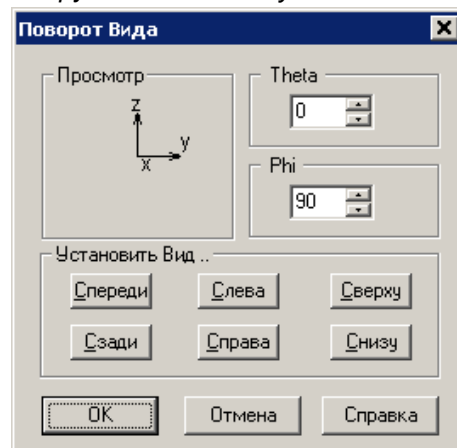 Поворот Вида
Просмотр
Theta
z
0
y
x
Phi
90
Установить Вид ..
Спереди
Слева
Сверху
Сзади
Справа
Снизу
OK
Отмена
Справка